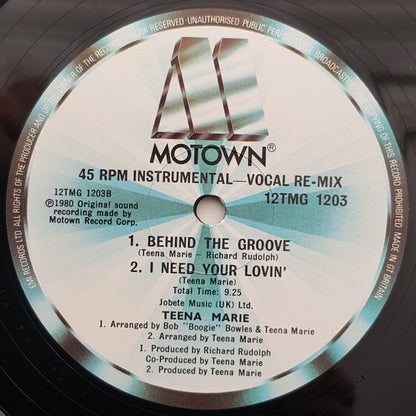 EMI RECORDS LTD ALL RIGHTS OF THE PRODUCER AND OF THE OWNER OF THE RECORDED WORK RESERVED UNAUTHORISED PUBLIC PERFORMANCE BROADCASTING AND COPYING OF THIS RECORD PROHIBITED
MADE IN GT BRITAIN
MOTOWN®
45 RPM INSTRUMENTAL—VOCAL RE-MIX
12TMG 1203B
12TMG 1203
℗1980 Original sound
recording made by
Motown Record Corp.
1. BEHIND THE GROOVE
(Teena Marie – Richard Rudolph)
2. I NEED YOUR LOVIN'
(Teena Marie)
Total Time: 9.25
Jobete Music (UK) Ltd.
TEENA MARIE
1. Arranged by Bob "Boogie" Bowles & Teena Marie
2. Arranged by Teena Marie
1. Produced by Richard Rudolph
Co-Produced by Teena Marie
2. Produced by Teena Marie